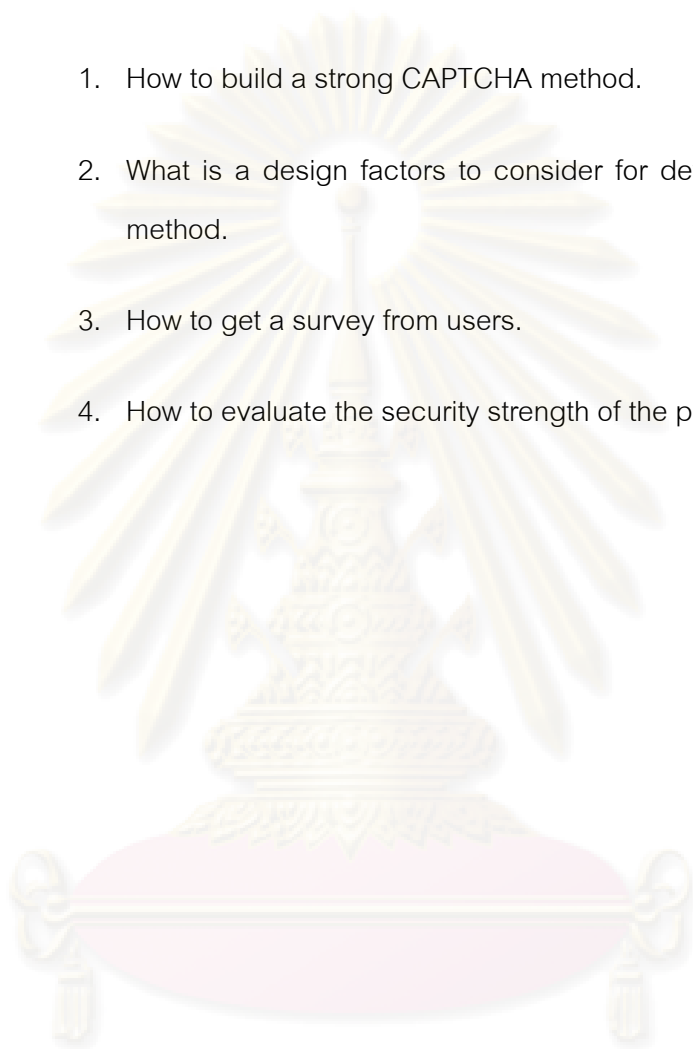 1. How to build a strong CAPTCHA method.
2. What is a design factors to consider for de
method.
3. How to get a survey from users.
4. How to evaluate the security strength of the p